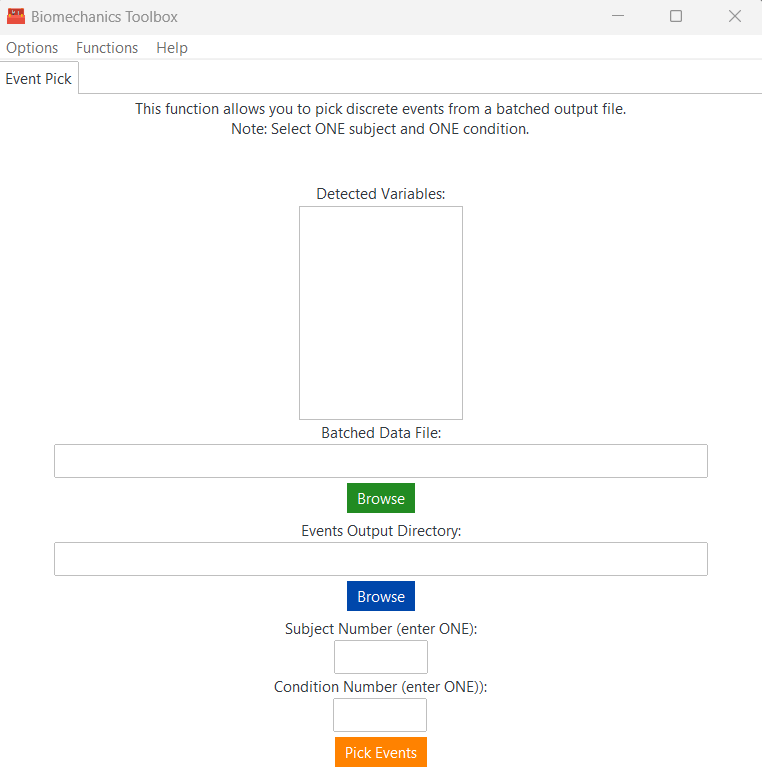 Biomechanics Toolbox
Options Functions Help
Event Pick
This function allows you to pick discrete events from a batched output file.
Note: Select ONE subject and ONE condition.
Detected Variables:
Batched Data File:
Browse
Events Output Directory:
Browse
Subject Number (enter ONE):
Condition Number (enter ONE)):
Pick Events